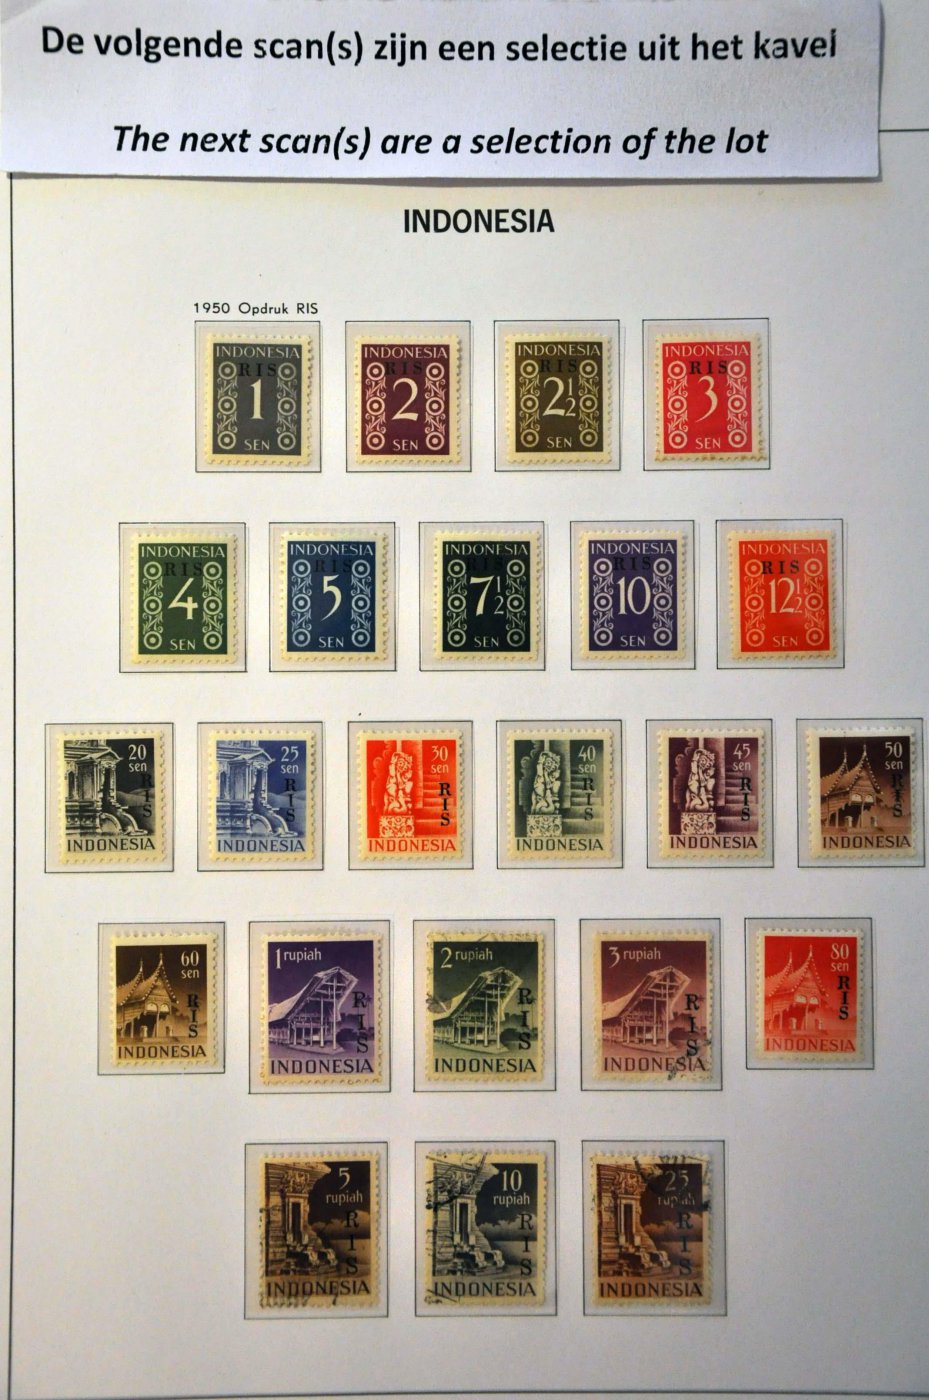 De volgende scan(s) zijn een selectie uit het kavel
The next scan(s) are a selection of the lot
INDONESIA
1950 Opdruk RIS
INDONESIA
RIS
1
SEN
INDONESIA
RIS
2
SEN
INDONESIA
RIS
2½
SEN
INDONESIA
RIS
3
SEN
INDONESIA
RIS
4
SEN
INDONESIA
RIS
5
SEN
INDONESIA
RIS
7½
SEN
INDONESIA
RIS
10
SEN
INDONESIA
RIS
12½
SEN
20
sen
RIS
INDONESIA
25
sen
RIS
INDONESIA
30
sen
RIS
INDONESIA
40
sen
RIS
INDONESIA
45
sen
RIS
INDONESIA
50
sen
RIS
INDONESIA
60
sen
RIS
INDONESIA
1 rupiah
RIS
INDONESIA
2 rupiah
RIS
INDONESIA
3 rupiah
RIS
INDONESIA
80
sen
RIS
INDONESIA
5
rupiah
RIS
INDONESIA
10
rupiah
RIS
INDONESIA
25
rupiah
RIS
INDONESIA